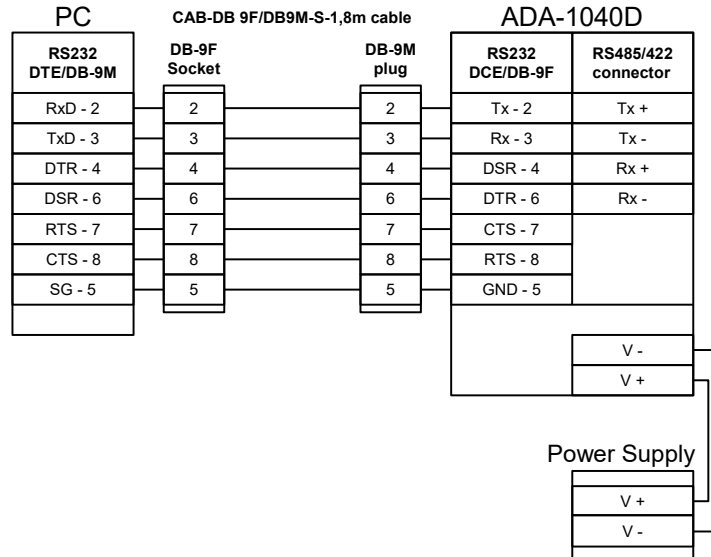 PC CAB-DB 9F/DB9M-S-1,8m cable ADA-1040D
RS232 DB-9F DB-9M RS232 RS485/422
DTE/DB-9M Socket plug DCE/DB-9F connector
RxD - 2 2 2 Tx - 2 Tx +
TxD - 3 3 3 Rx - 3 Tx -
DTR - 4 4 4 DSR - 4 Rx +
DSR - 6 6 6 DTR - 6 Rx -
RTS - 7 7 7 CTS - 7
CTS - 8 8 8 RTS - 8
SG - 5 5 5 GND - 5
V -
V +
Power Supply
V +
V -